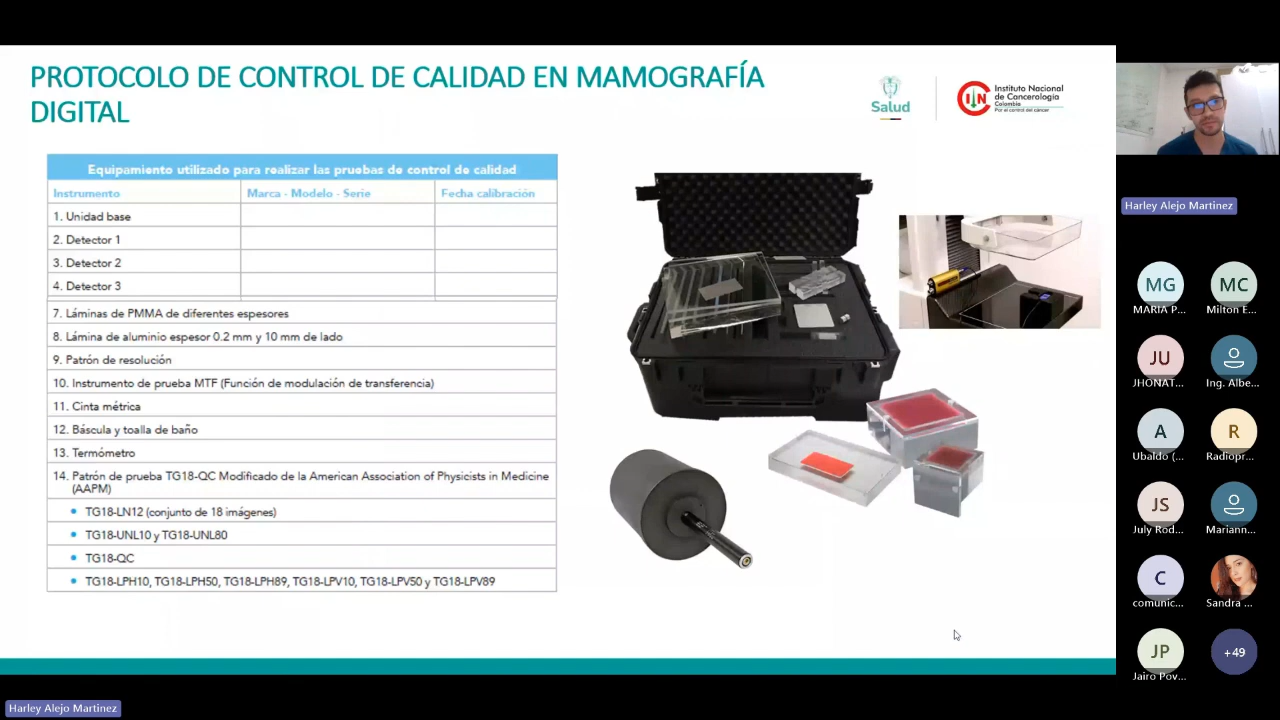 PROTOCOLO DE CONTROL DE CALIDAD EN MAMOGRAFÍA
DIGITAL
Salud
Instituto Nacional
de Cancerología
Colombia
Por el control del cáncer
Equipamiento utilizado para realizar las pruebas de control de calidad
Instrumento Marca - Modelo - Serie Fecha calibración
1. Unidad base
2. Detector 1
3. Detector 2
4. Detector 3
7. Láminas de PMMA de diferentes espesores
8. Lámina de aluminio espesor 0.2 mm y 10 mm de lado
9. Patrón de resolución
10. Instrumento de prueba MTF (Función de modulación de transferencia)
11. Cinta métrica
12. Báscula y toalla de baño
13. Termómetro
14. Patrón de prueba TG18-QC Modificado de la American Association of Physicists in Medicine
(AAPM)
• TG18-LN12 (conjunto de 18 imágenes)
• TG18-UNL10 y TG18-UNL80
• TG18-QC
• TG18-LPH10, TG18-LPH50, TG18-LPH89, TG18-LPV10, TG18-LPV50 y TG18-LPV89
Harley Alejo Martinez
MG MC
MARIA P... Milton E...
JU
JHONAT... Ing. Albe...
A R
Ubaldo (... Radiopr...
JS
July Rod... Mariann...
C
comunic... Sandra ...
JP +49
Jairo Pov...
Harley Alejo Martinez